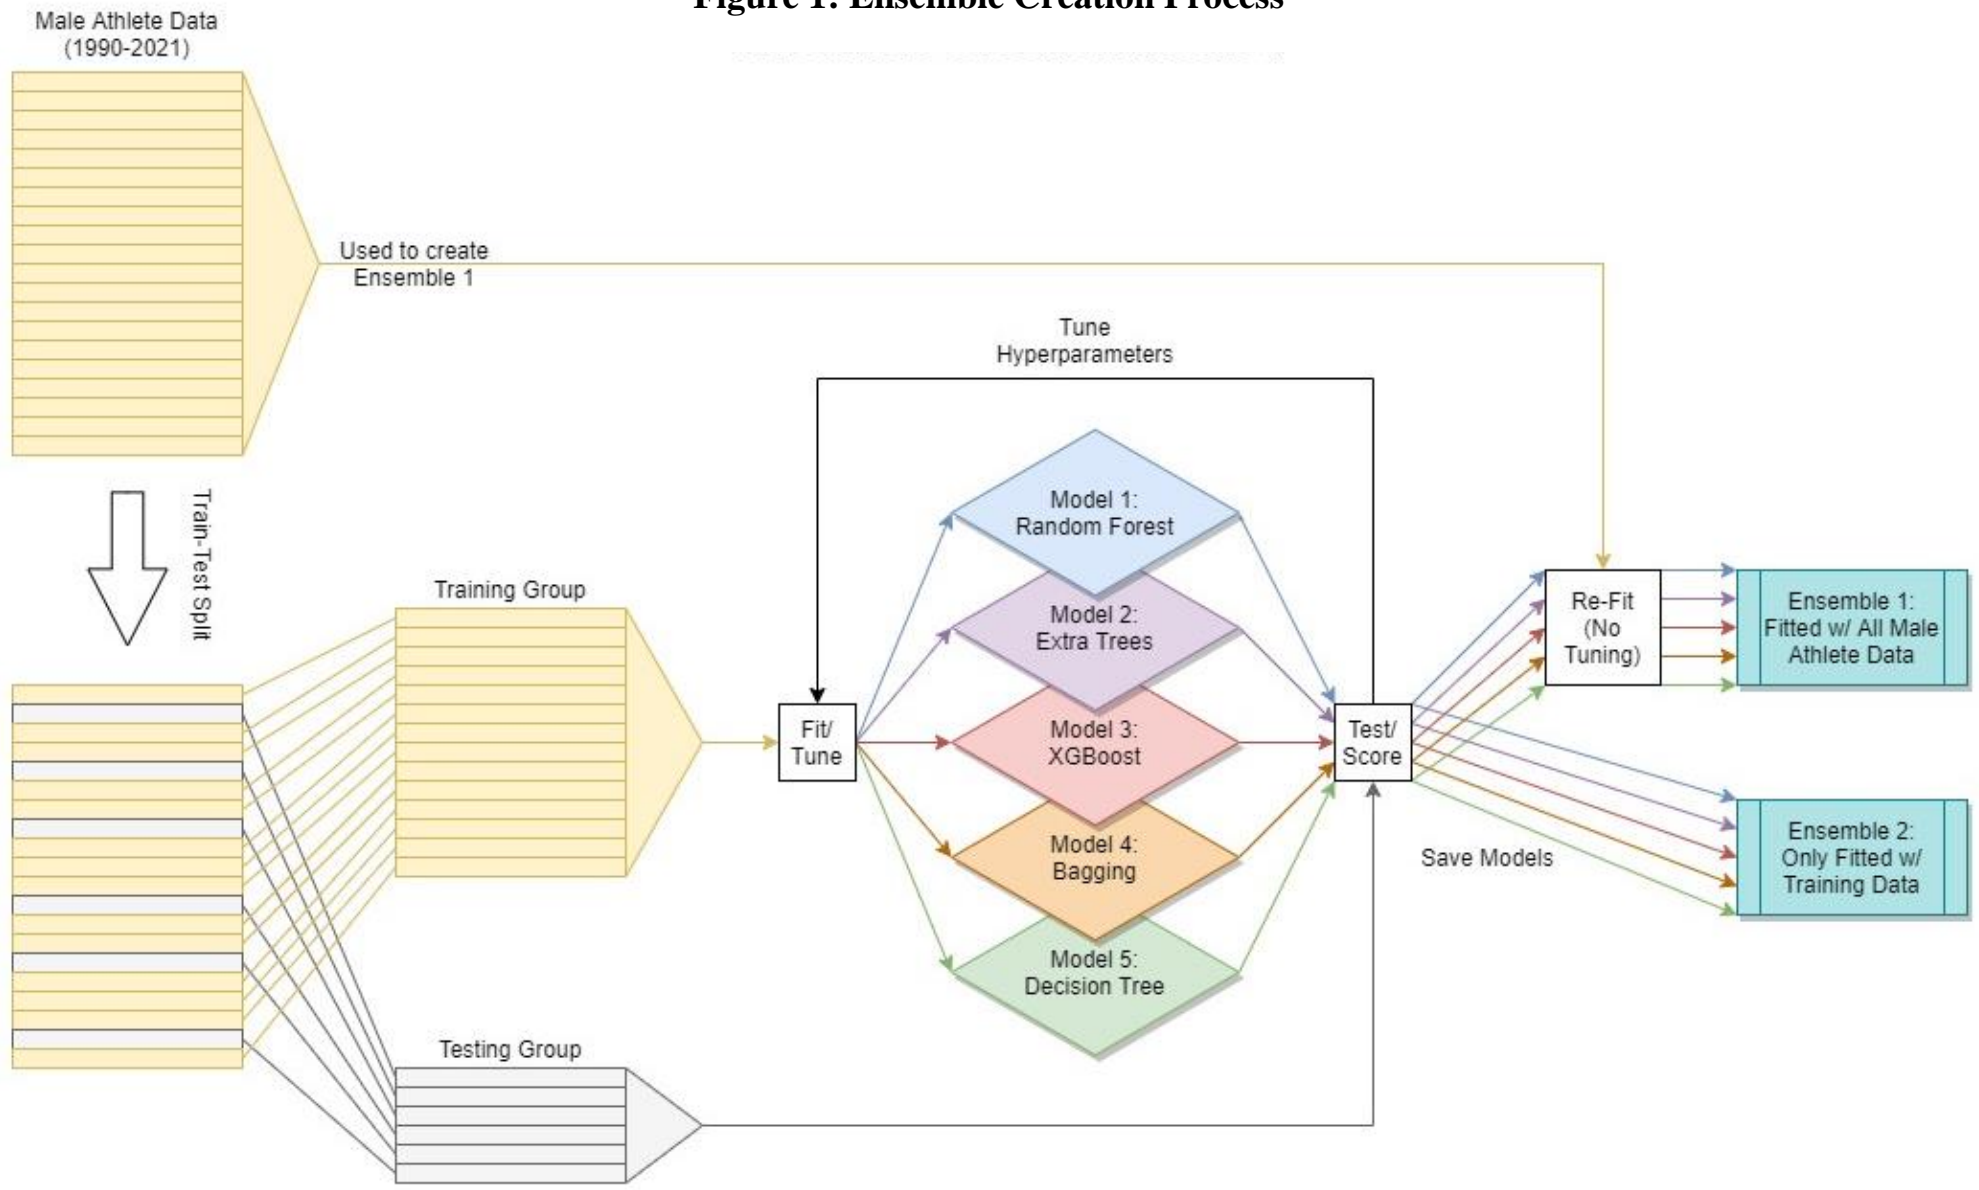 Figure 1: Ensemble Creation Process
Male Athlete Data
(1990-2021)
Used to create
Ensemble 1
Tune
Hyperparameters
Train-Test Split
Training Group
Testing Group
Fit/
Tune
Model 1:
Random Forest
Model 2:
Extra Trees
Model 3:
XGBoost
Model 4:
Bagging
Model 5:
Decision Tree
Test/
Score
Re-Fit
(No
Tuning)
Save Models
Ensemble 1:
Fitted w/ All Male
Athlete Data
Ensemble 2:
Only Fitted w/
Training Data